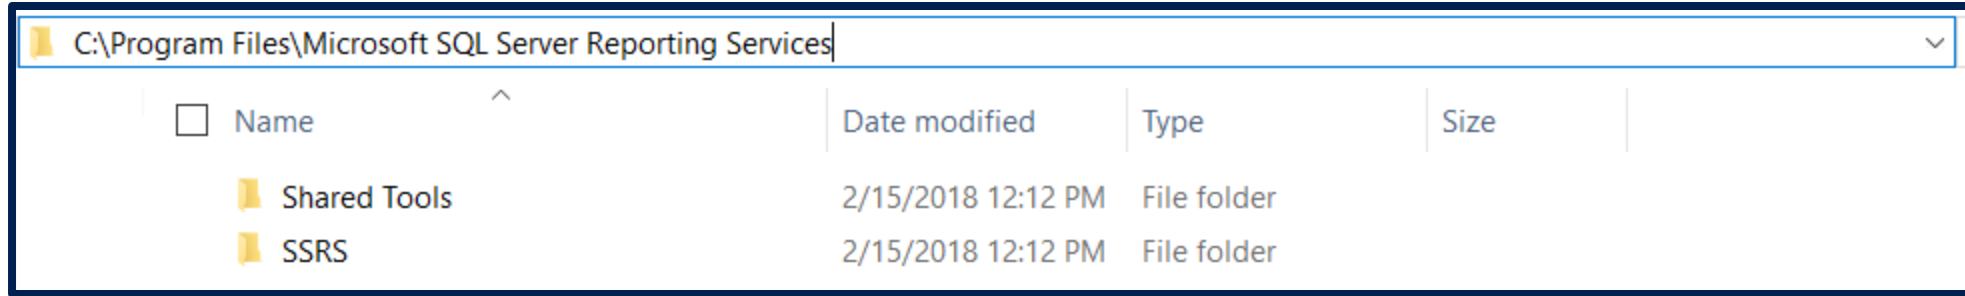 C:\Program Files\Microsoft SQL Server Reporting Services
Name Date modified Type Size
Shared Tools 2/15/2018 12:12 PM File folder
SSRS 2/15/2018 12:12 PM File folder